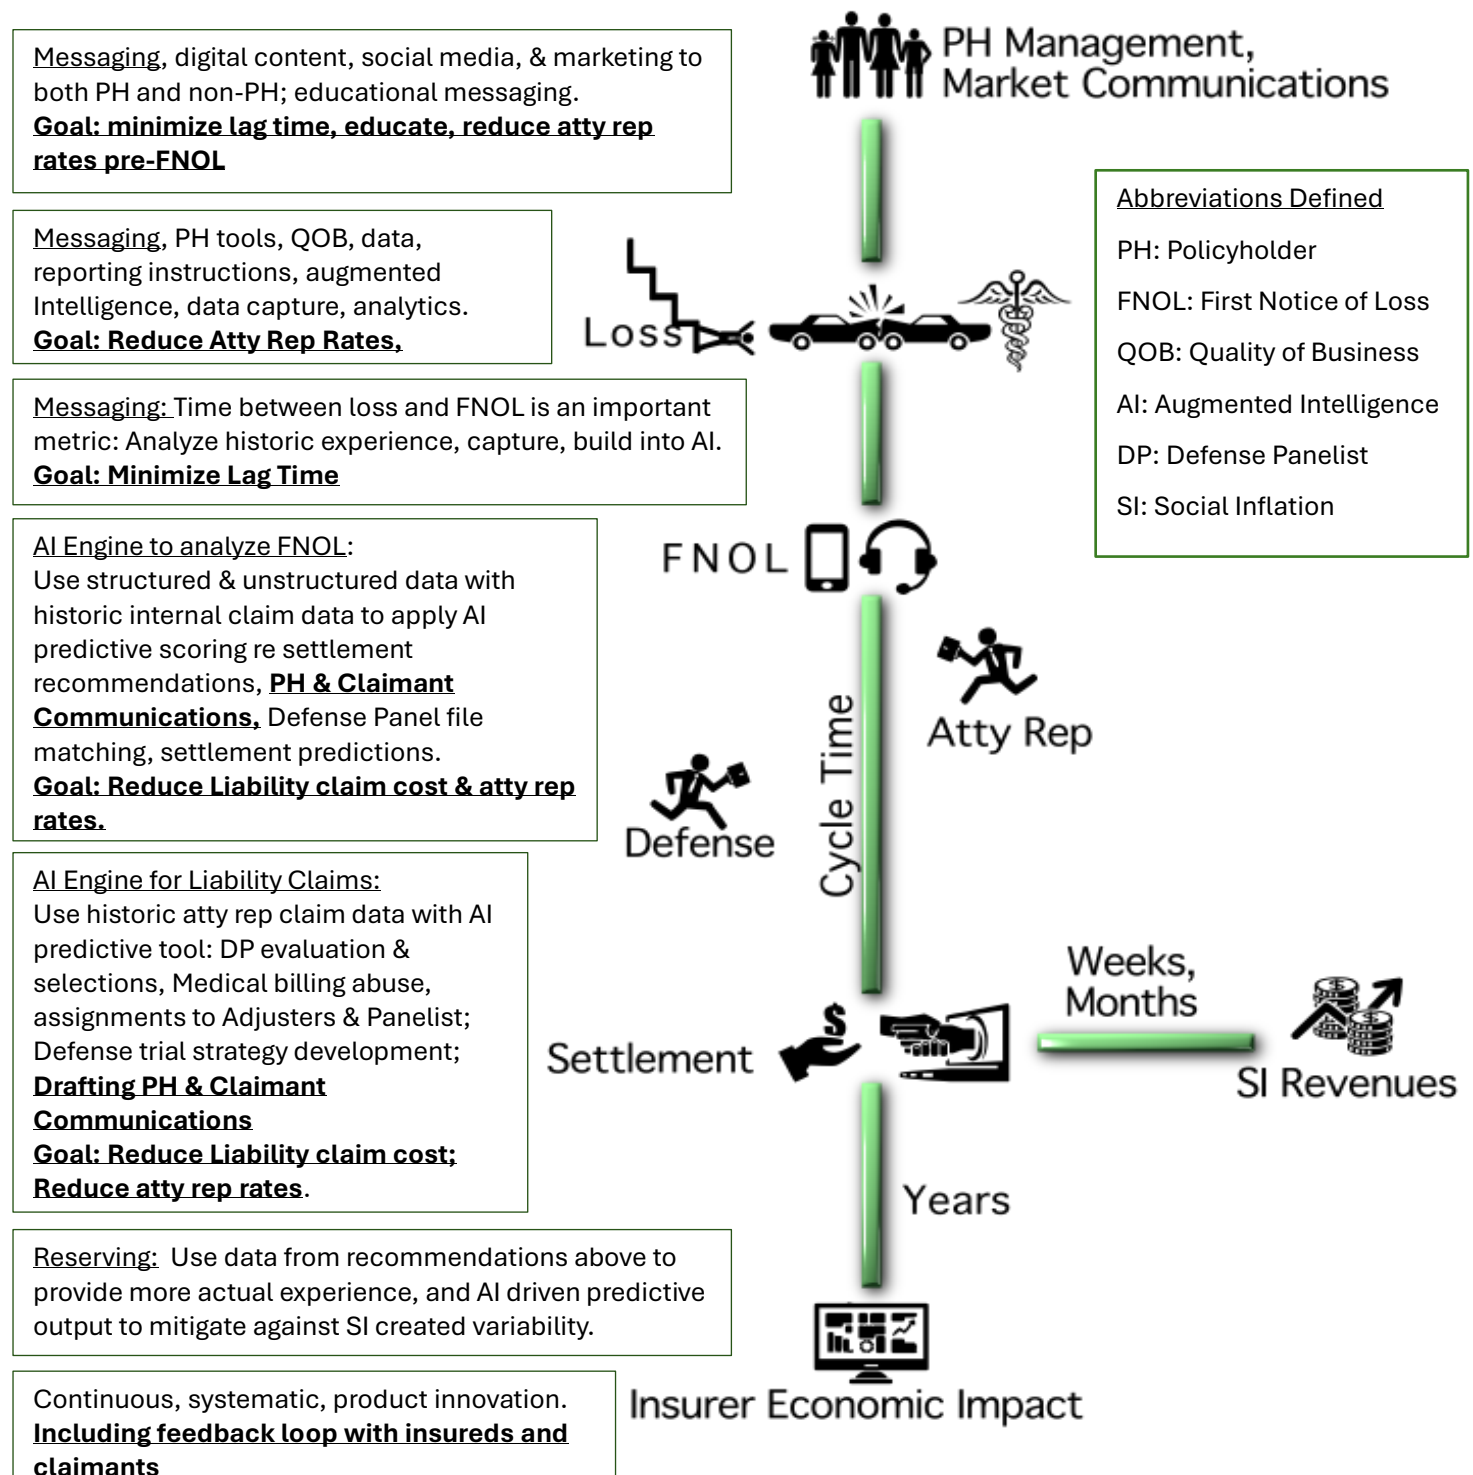 Messaging, digital content, social media, & marketing to
both PH and non-PH; educational messaging.
Goal: minimize lag time, educate, reduce atty rep
rates pre-FNOL
PH Management,
Market Communications
Messaging, PH tools, QOB, data,
reporting instructions, augmented
Intelligence, data capture, analytics.
Goal: Reduce Atty Rep Rates,
Loss
Abbreviations Defined
PH: Policyholder
FNOL: First Notice of Loss
QOB: Quality of Business
AI: Augmented Intelligence
DP: Defense Panelist
SI: Social Inflation
Messaging: Time between loss and FNOL is an important
metric: Analyze historic experience, capture, build into AI.
Goal: Minimize Lag Time
FNOL
AI Engine to analyze FNOL:
Use structured & unstructured data with
historic internal claim data to apply AI
predictive scoring re settlement
recommendations, PH & Claimant
Communications, Defense Panel file
matching, settlement predictions.
Goal: Reduce Liability claim cost & atty rep
rates.
Atty Rep
Cycle Time
Defense
AI Engine for Liability Claims:
Use historic atty rep claim data with AI
predictive tool: DP evaluation &
selections, Medical billing abuse,
assignments to Adjusters & Panelist;
Defense trial strategy development;
Drafting PH & Claimant
Communications
Goal: Reduce Liability claim cost;
Reduce atty rep rates.
Weeks,
Months
Settlement
$
SI Revenues
Years
Reserving: Use data from recommendations above to
provide more actual experience, and AI driven predictive
output to mitigate against SI created variability.
Insurer Economic Impact
Continuous, systematic, product innovation.
Including feedback loop with insureds and
claimants